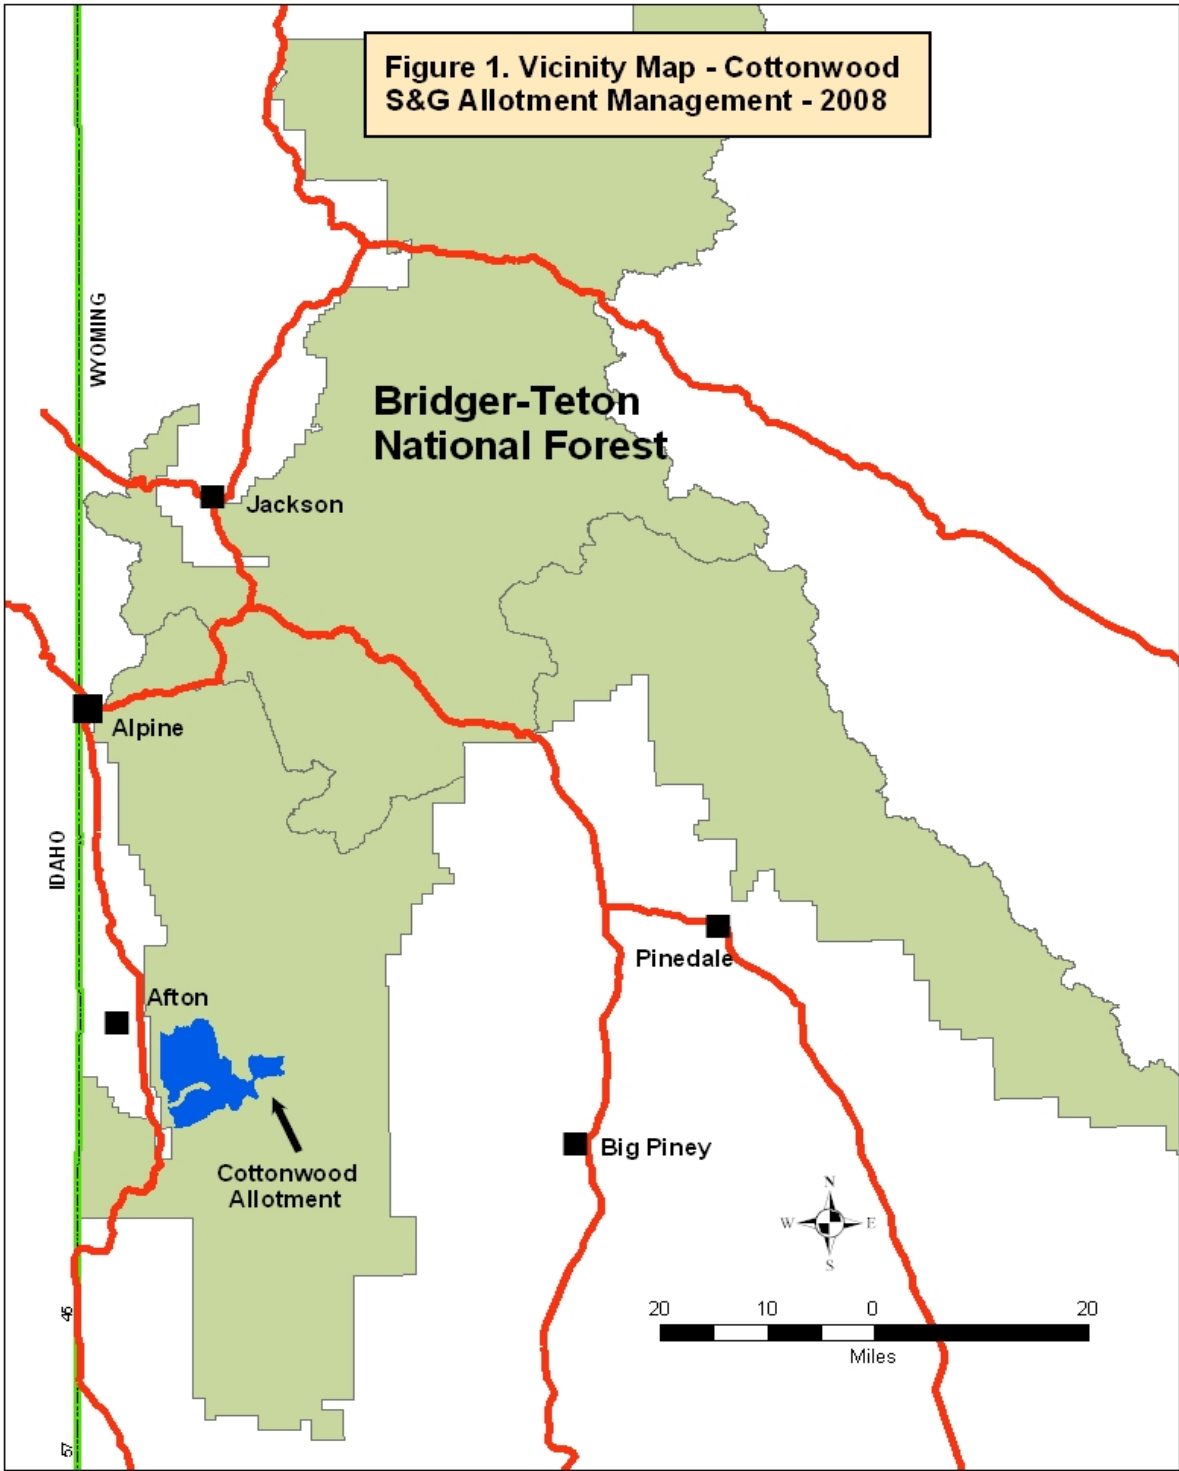 Figure 1. Vicinity Map - Cottonwood
S&G Allotment Management - 2008
WYOMING
Bridger-Teton
National Forest
Jackson
Alpine
IDAHO
Pinedale
Afton
Big Piney
Cottonwood
Allotment
N
W E
S
20 10 0 20
Miles
46
57